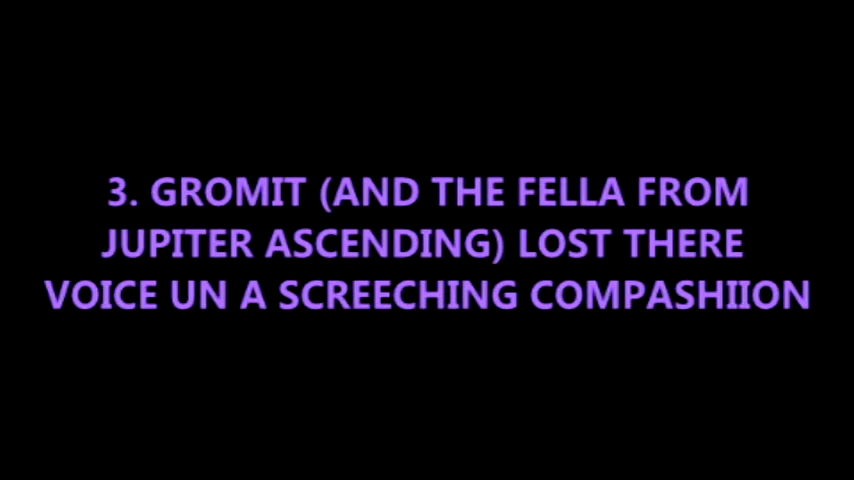 3. GROMIT (AND THE FELLA FROM
JUPITER ASCENDING) LOST THERE
VOICE UN A SCREECHING COMPASHIION